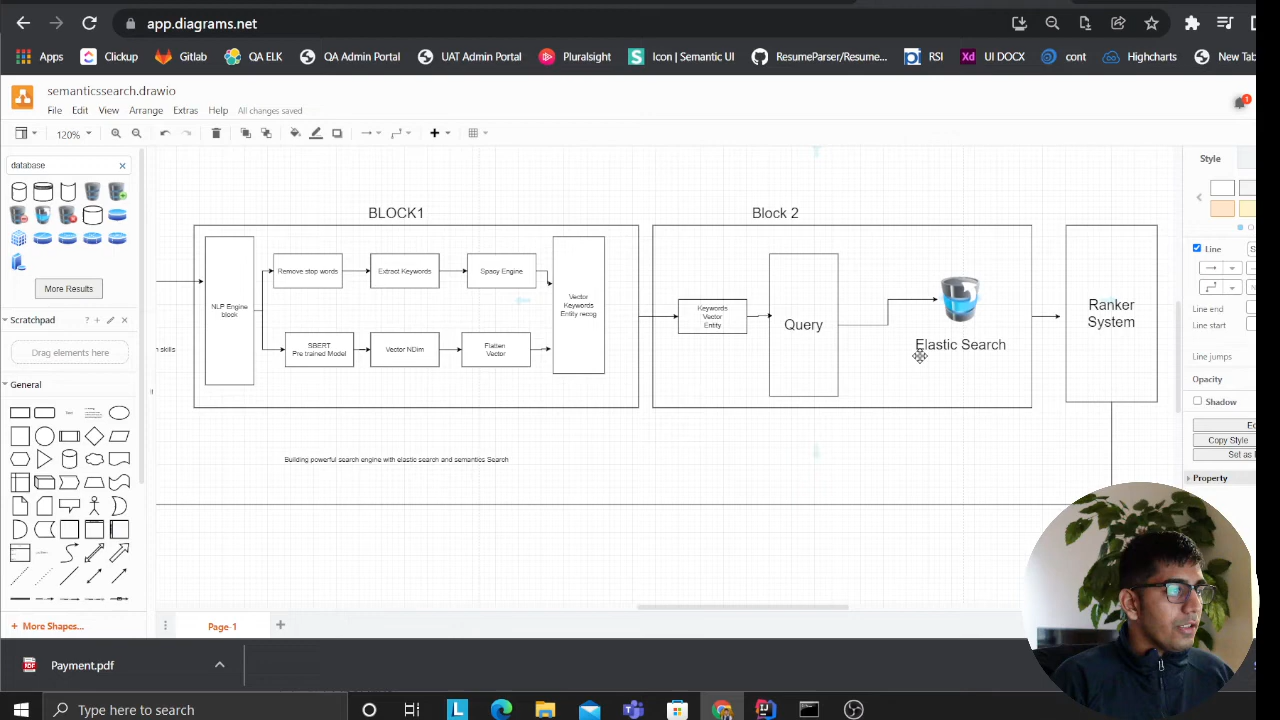 app.diagrams.net
Apps
Clickup
Gitlab
QA ELK
QA Admin Portal
UAT Admin Portal
Pluralsight
Icon | Semantic UI
ResumeParser/Resume...
RSI
UI DOCX
cont
Highcharts
New Tab
semanticssearch.drawio
File Edit View Arrange Extras Help All changes saved
120%
database
More Results
Scratchpad
Drag elements here
General
+ More Shapes...
BLOCK1
NLP Engine
block
Remove stop words
Extract Keywords
Spacy Engine
SBERT
Pre trained Model
Vector NDim
Flatten
Vector
Vector
Keywords
Entity recog
n skills
Building powerful search engine with elastic search and semantics Search
Block 2
Keywords
Vector
Entity
Query
Elastic Search
Ranker
System
Style
Line
S
Line end
Line start
Line jumps
Opacity
Shadow
Copy Style
Set as
Property
Page-1
Payment.pdf
PDF
Type here to search